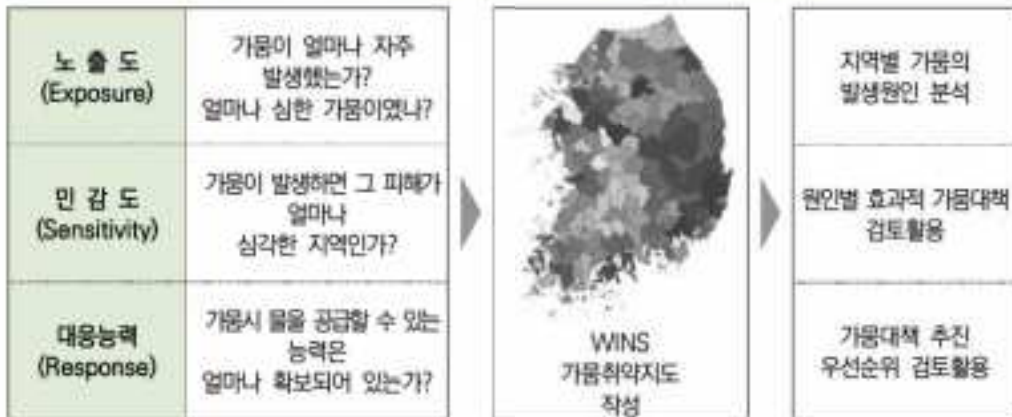 노 출 도
(Exposure)
가뭄이 얼마나 자주
발생했는가?
얼마나 심한 가뭄이였나?
민 감 도
(Sensitivity)
가뭄이 발생하면 그 피해가
얼마나
심각한 지역인가?
대응능력
(Response)
가뭄시 물을 공급할 수 있는
능력은
얼마나 확보되어 있는가?
WINS
가뭄취약지도
작성
지역별 가뭄의
발생원인 분석
원인별 효과적 가뭄대책
검토활용
가뭄대책 추진
우선순위 검토활용